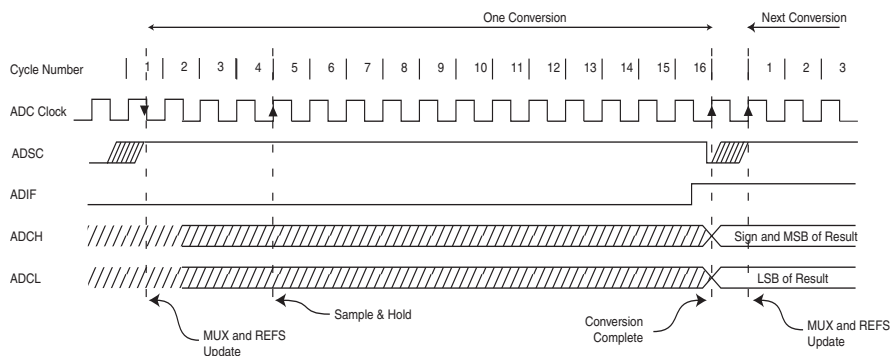 One Conversion
Next Conversion
Cycle Number 1 2 3 4 5 6 7 8 9 10 11 12 13 14 15 16 1 2 3
ADC Clock
ADSC
ADIF
ADCH
Sign and MSB of Result
ADCL
LSB of Result
MUX and REFS
Update
Sample & Hold
Conversion
Complete
MUX and REFS
Update